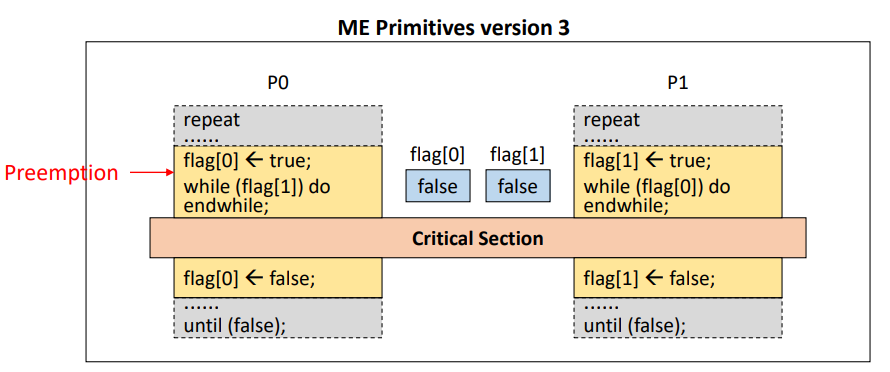 ME Primitives version 3
P0
P1
repeat
......
flag[0] ← true;
while (flag[1]) do
endwhile;
Preemption
flag[0]
flag[1]
false
false
repeat
......
flag[1] ← true;
while (flag[0]) do
endwhile;
Critical Section
flag[0] ← false;
......
until (false);
flag[1] ← false;
......
until (false);